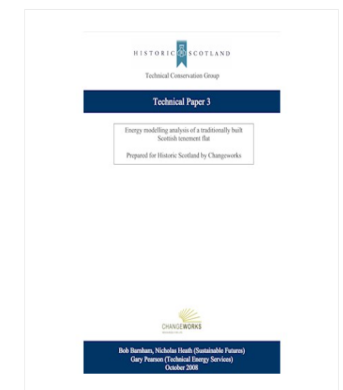 HISTORIC SCOTLAND
Technical Conservation Group
Technical Paper 3
Energy modelling analysis of a traditionally built
Scottish tenement flat
Prepared for Historic Scotland by Changeworks
CHANGEWORKS
Bob Barnham, Nicholas Heath (Sustainable Futures)
Gary Pearson (Technical Energy Services)
October 2008